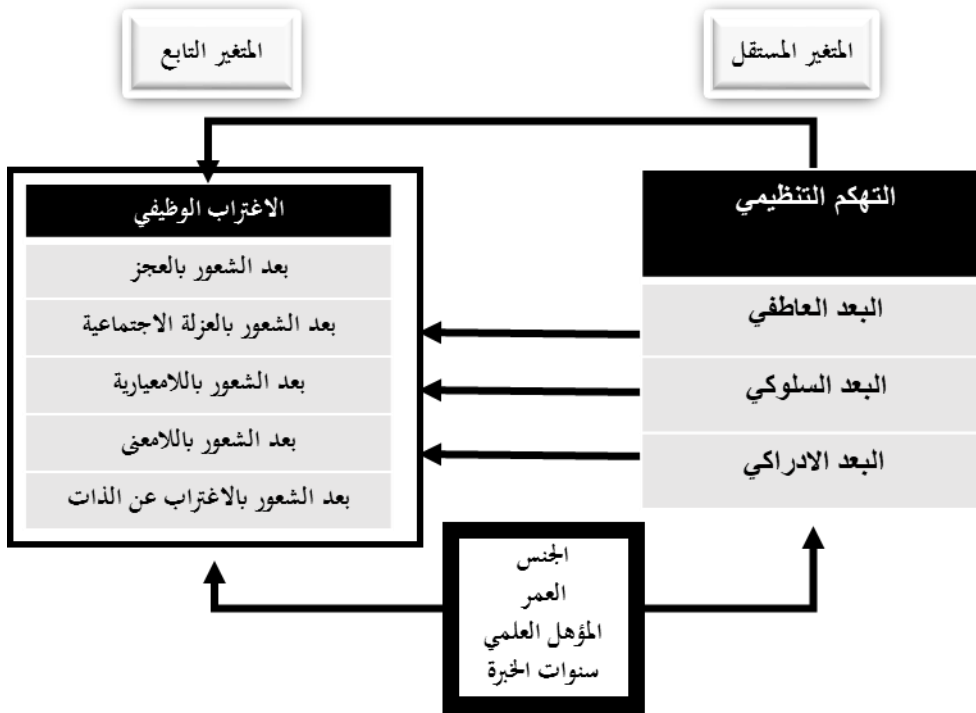 المتغير المستقل
المتغير التابع
التهكم التنظيمي
البعد العاطفي
البعد السلوكي
البعد الادراكي
الاغتراب الوظيفي
بعد الشعور بالعجز
بعد الشعور بالعزلة الاجتماعية
بعد الشعور باللامعيارية
بعد الشعور باللامعنى
بعد الشعور بالاغتراب عن الذات
الجنس
العمر
المؤهل العلمي
سنوات الخبرة